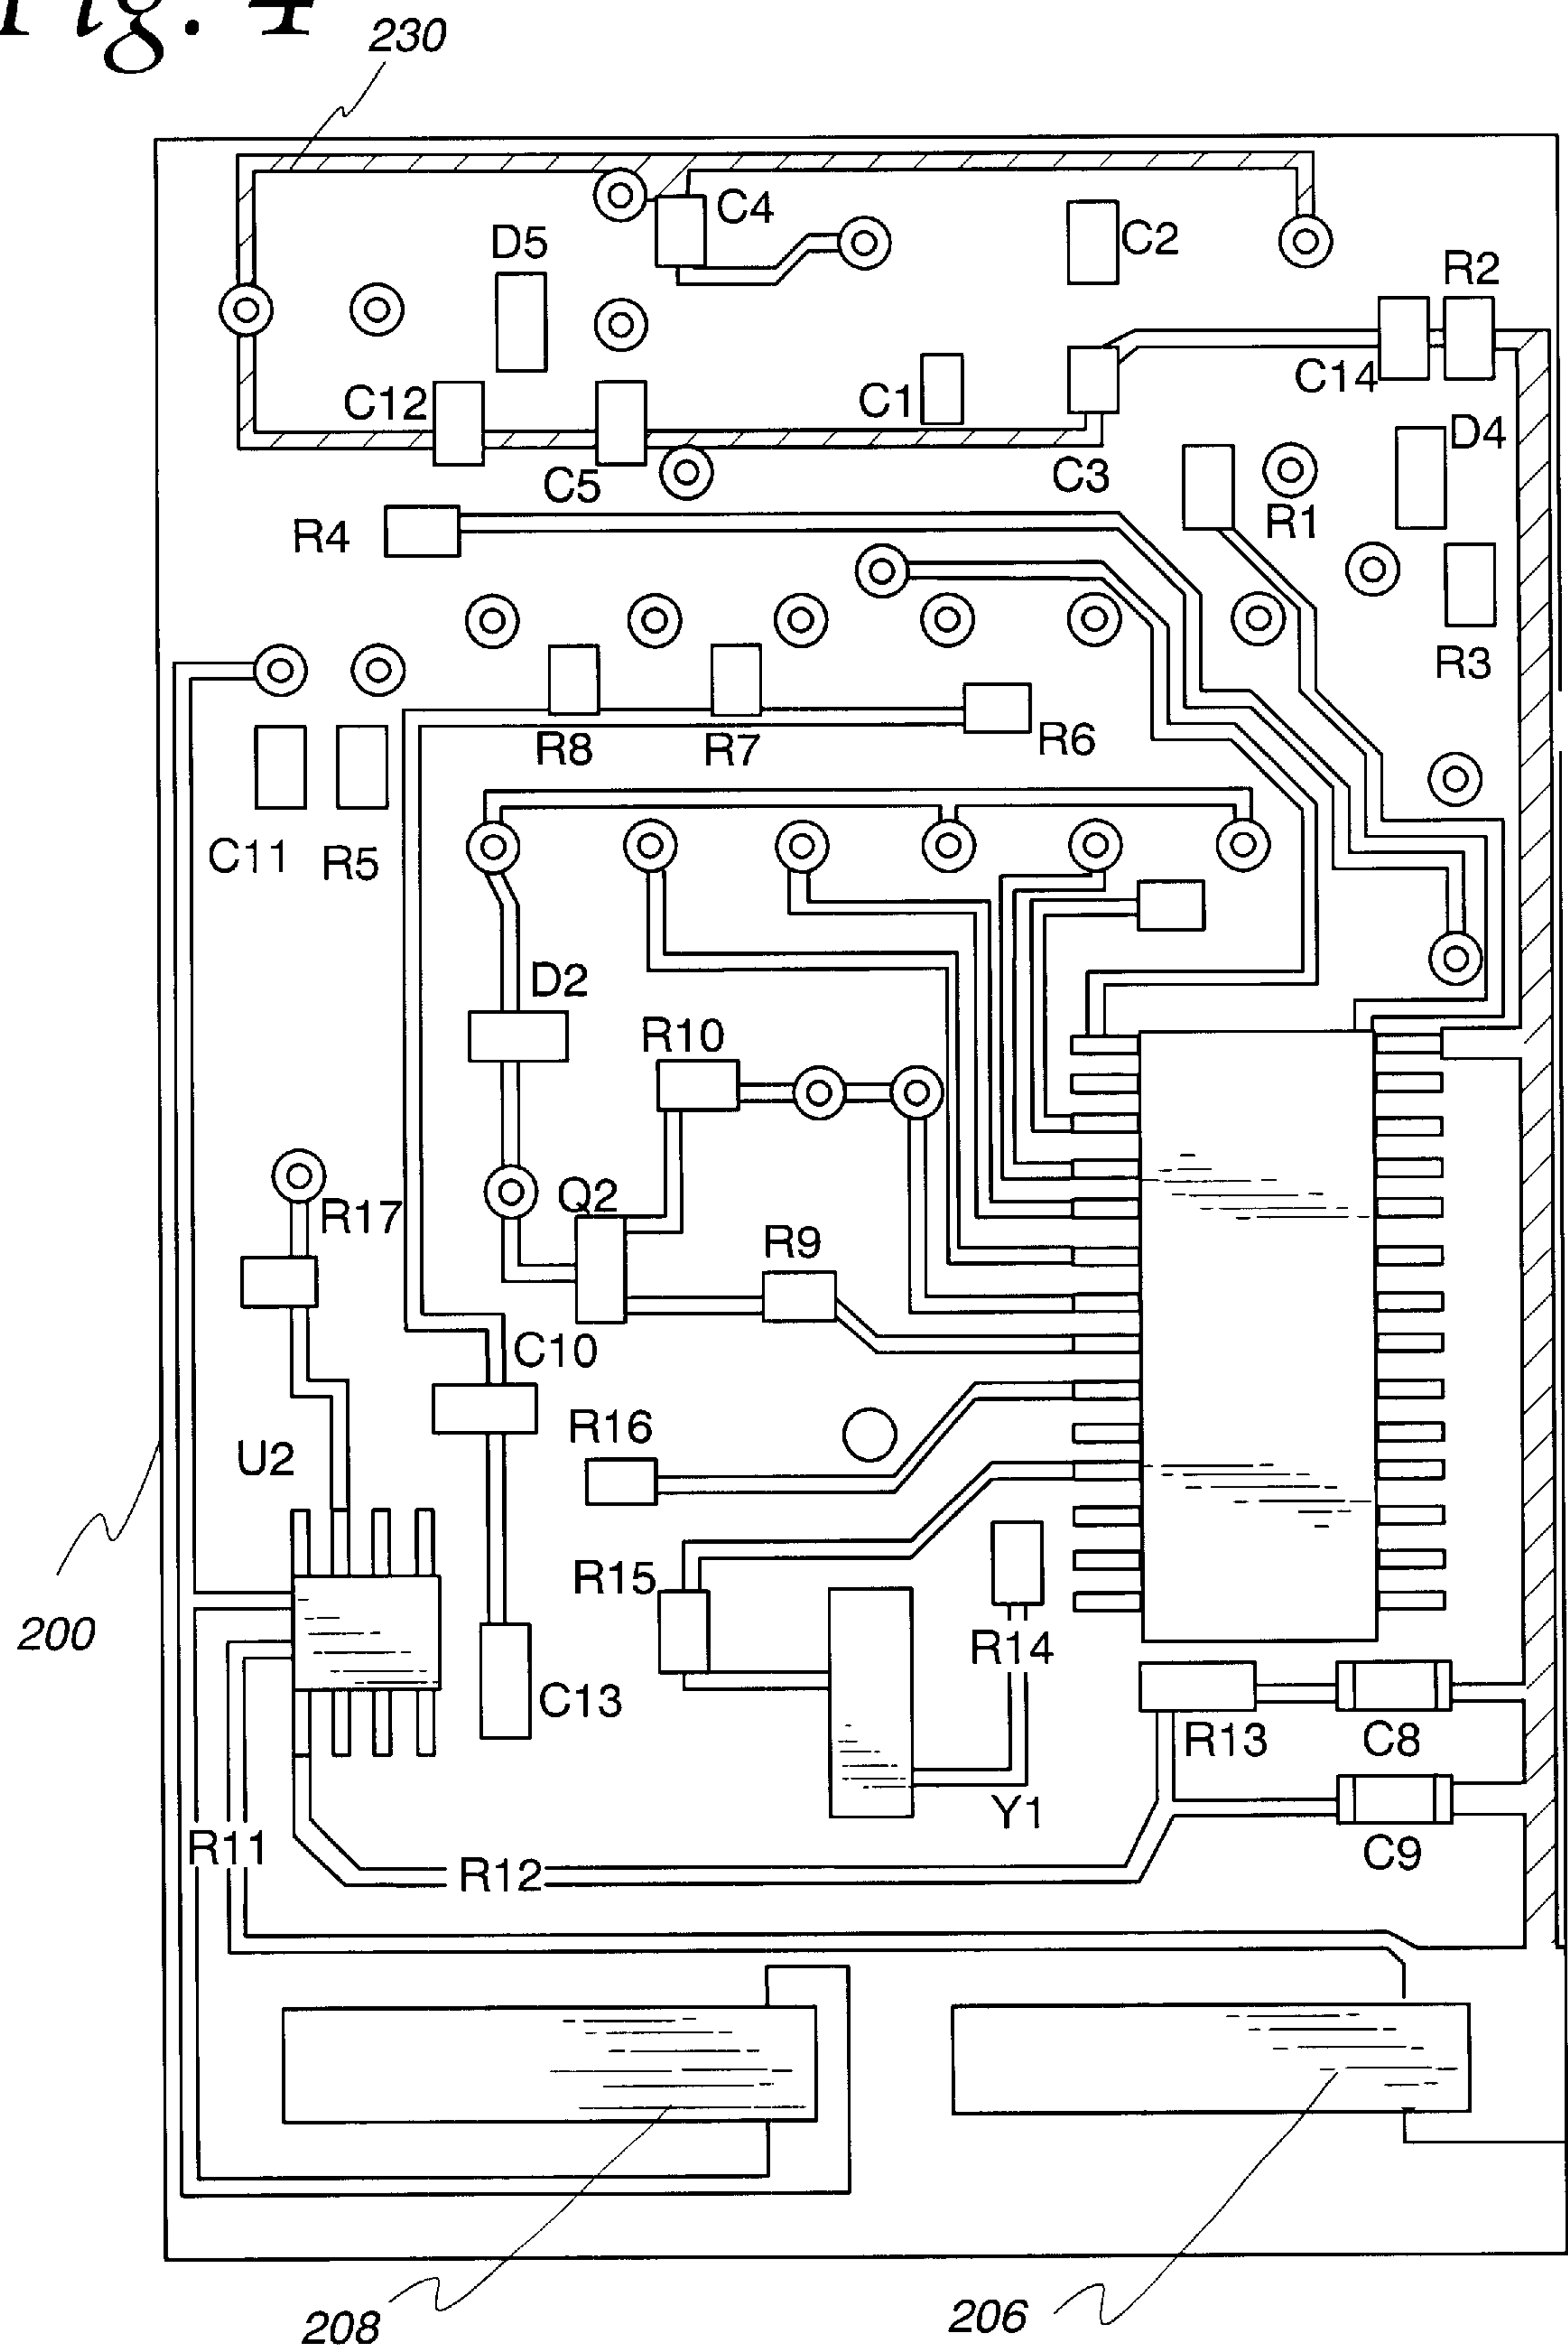 Fig. 4
230
C4
C2
D5
R2
C14
C12
C1
D4
C5
C3
R1
R4
R3
R8
R7
R6
C11
R5
D2
R10
R17
Q2
R9
C10
R16
U2
R15
R14
200
C13
R13
C8
Y1
R11
R12
C9
208
206